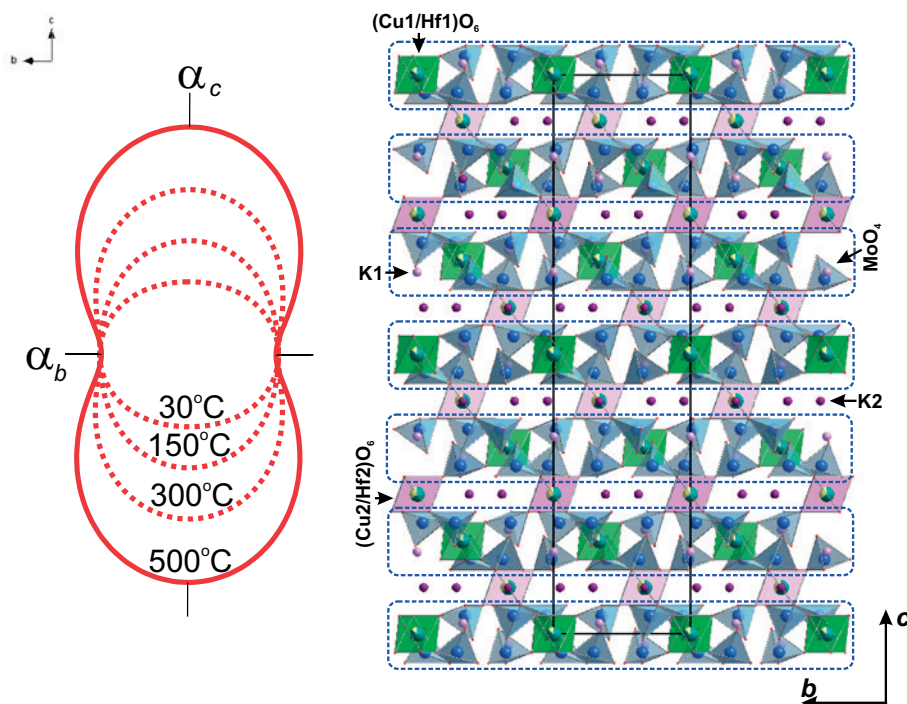 c
b
αc
αb
30°C
150°C
300°C
500°C
(Cu1/Hf1)O6
K1
MoO4
K2
(Cu2/Hf2)O6
c
b